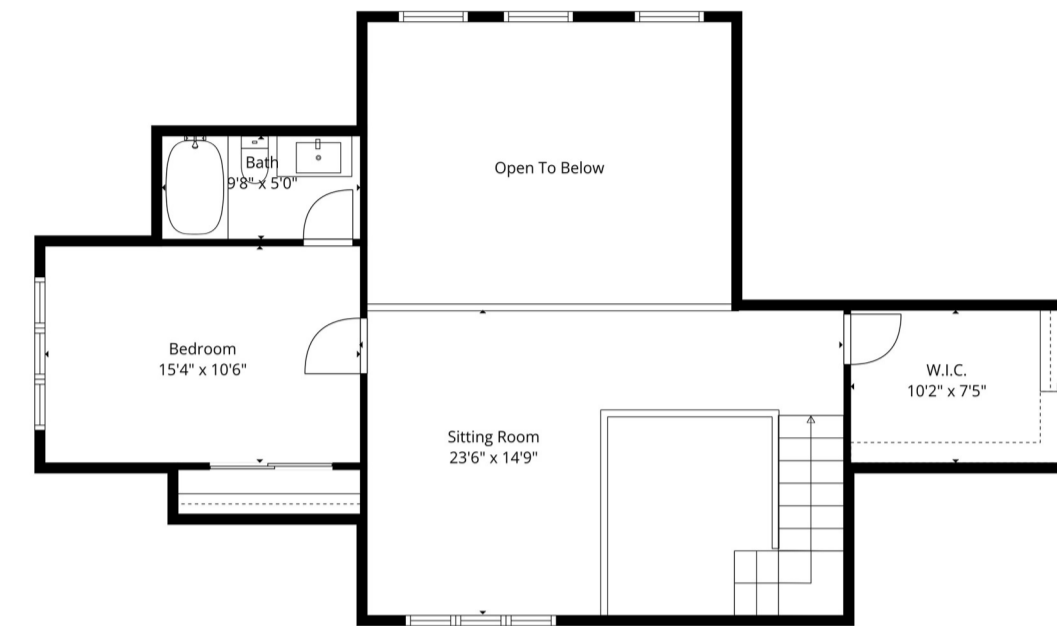 Open To Below
Bath
9'8" x 5'0"
Bedroom
15'4" x 10'6"
W.I.C.
10'2" x 7'5"
Sitting Room
23'6" x 14'9"